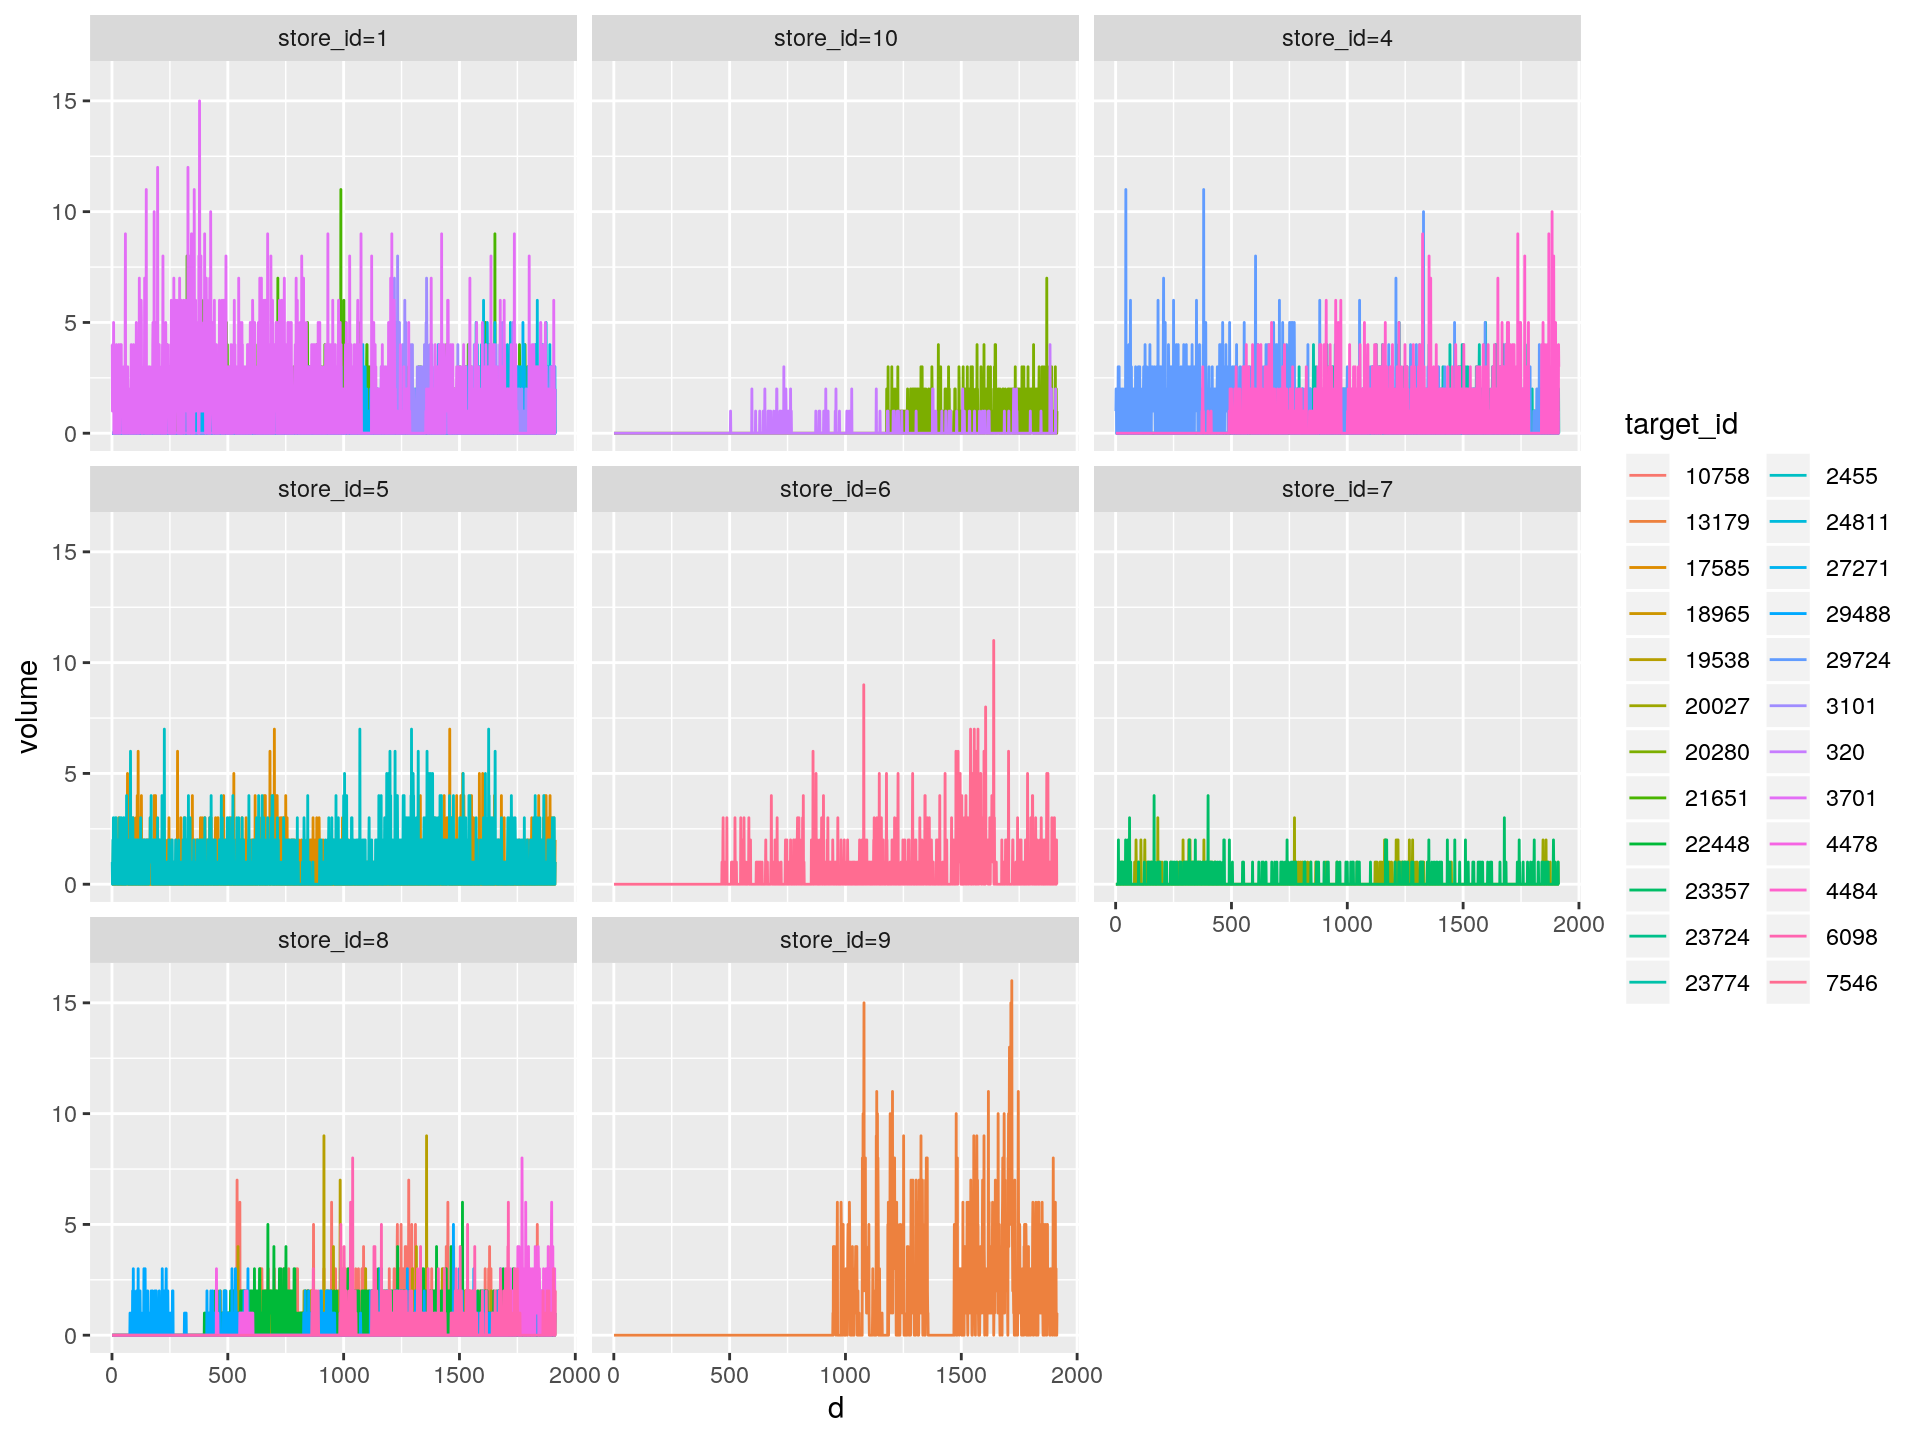 store_id=1
store_id=10
store_id=4
15
10
5
0
store_id=5
store_id=6
store_id=7
15
10
5
0
0 500 1000 1500 2000
store_id=8
store_id=9
15
10
5
0
0 500 1000 1500 2000
0 500 1000 1500 2000
d
volume
target_id
10758 2455
13179 24811
17585 27271
18965 29488
19538 29724
20027 3101
20280 320
21651 3701
22448 4478
23357 4484
23724 6098
23774 7546